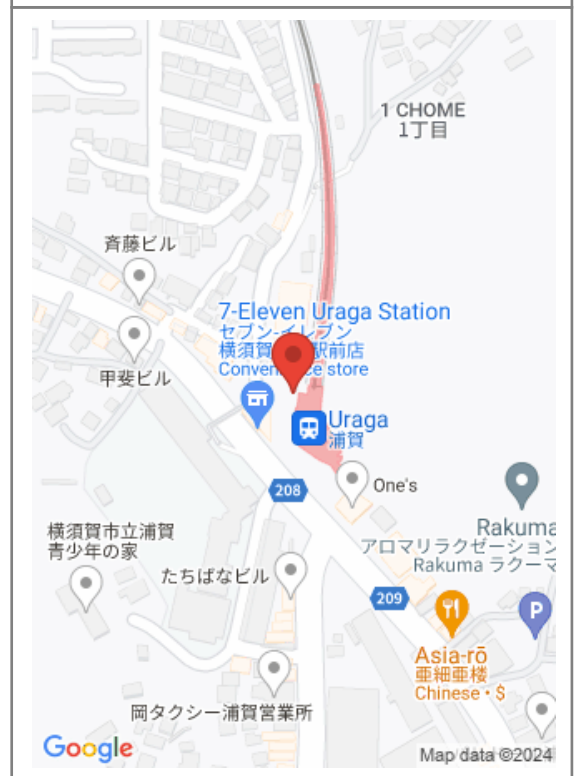 1 CHOME
1丁目
斉藤ビル
7-Eleven Uraga Station
セブン-イレブン
横須賀 駅前店
Convenience store
甲斐ビル
Uraga
浦賀
One's
208
Rakuma
アロマリラクゼーション
Rakuma ラクーマ
横須賀市立浦賀
青少年の家
たちばなビル
209
P
Asia-rō
亜細亜楼
Chinese • $
岡タクシー浦賀営業所
Google
Map data ©2024